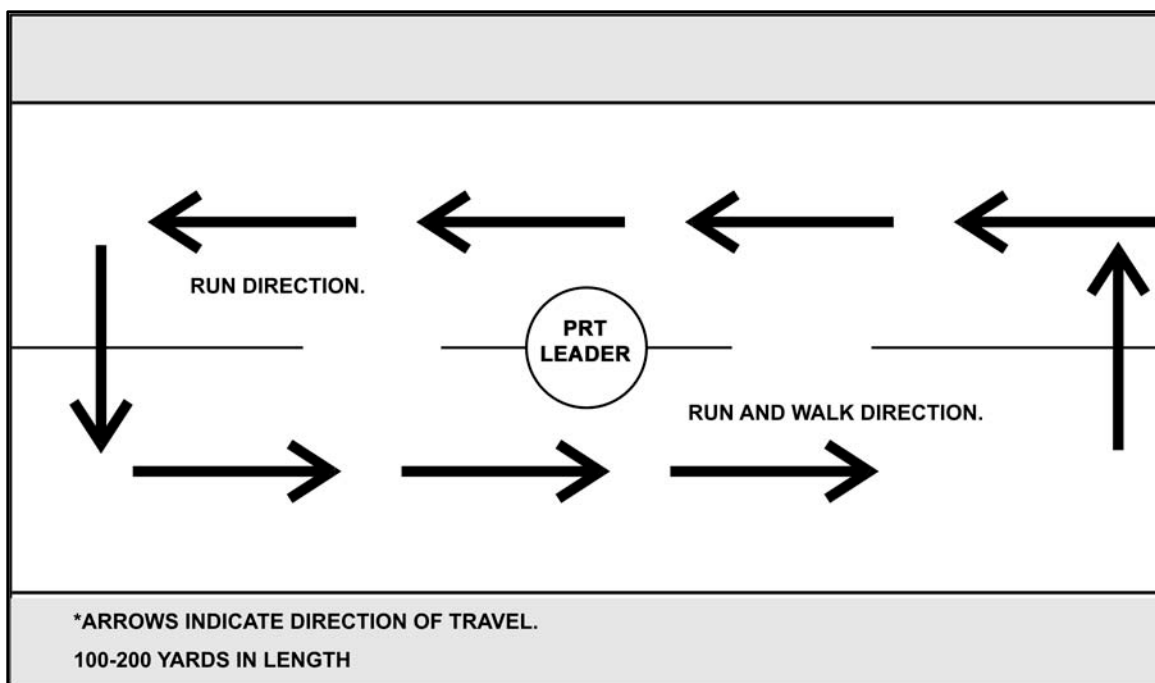 RUN DIRECTION.
PRT
LEADER
RUN AND WALK DIRECTION.
*ARROWS INDICATE DIRECTION OF TRAVEL.
100-200 YARDS IN LENGTH